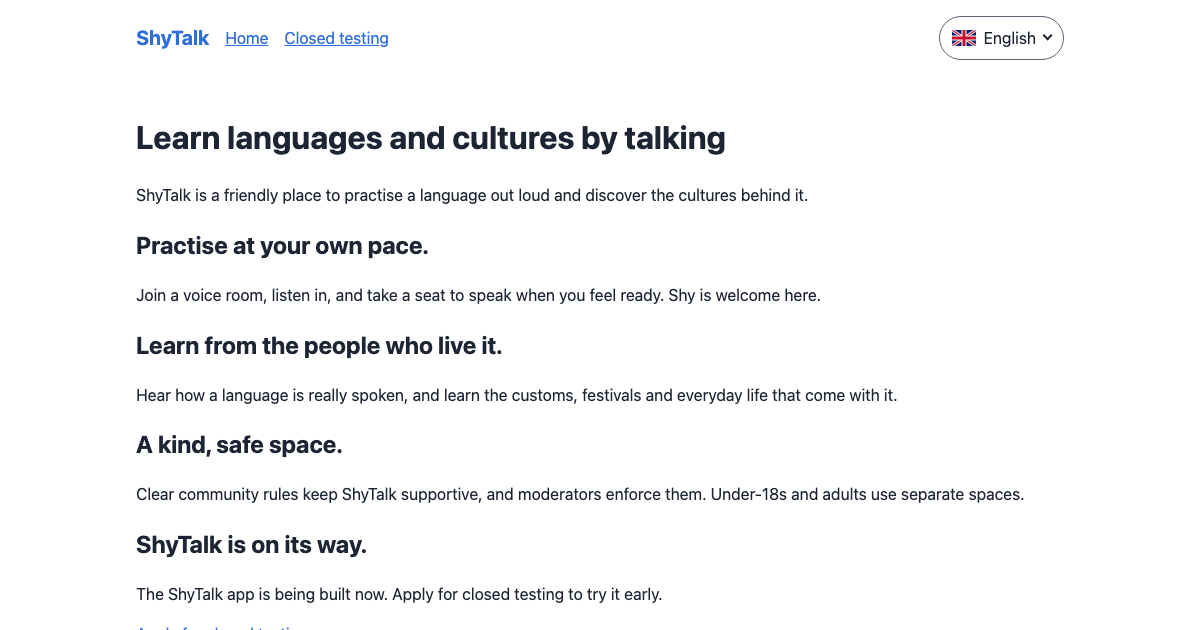 ShyTalk Home Closed testing English
Learn languages and cultures by talking
ShyTalk is a friendly place to practise a language out loud and discover the cultures behind it.
Practise at your own pace.
Join a voice room, listen in, and take a seat to speak when you feel ready. Shy is welcome here.
Learn from the people who live it.
Hear how a language is really spoken, and learn the customs, festivals and everyday life that come with it.
A kind, safe space.
Clear community rules keep ShyTalk supportive, and moderators enforce them. Under-18s and adults use separate spaces.
ShyTalk is on its way.
The ShyTalk app is being built now. Apply for closed testing to try it early.